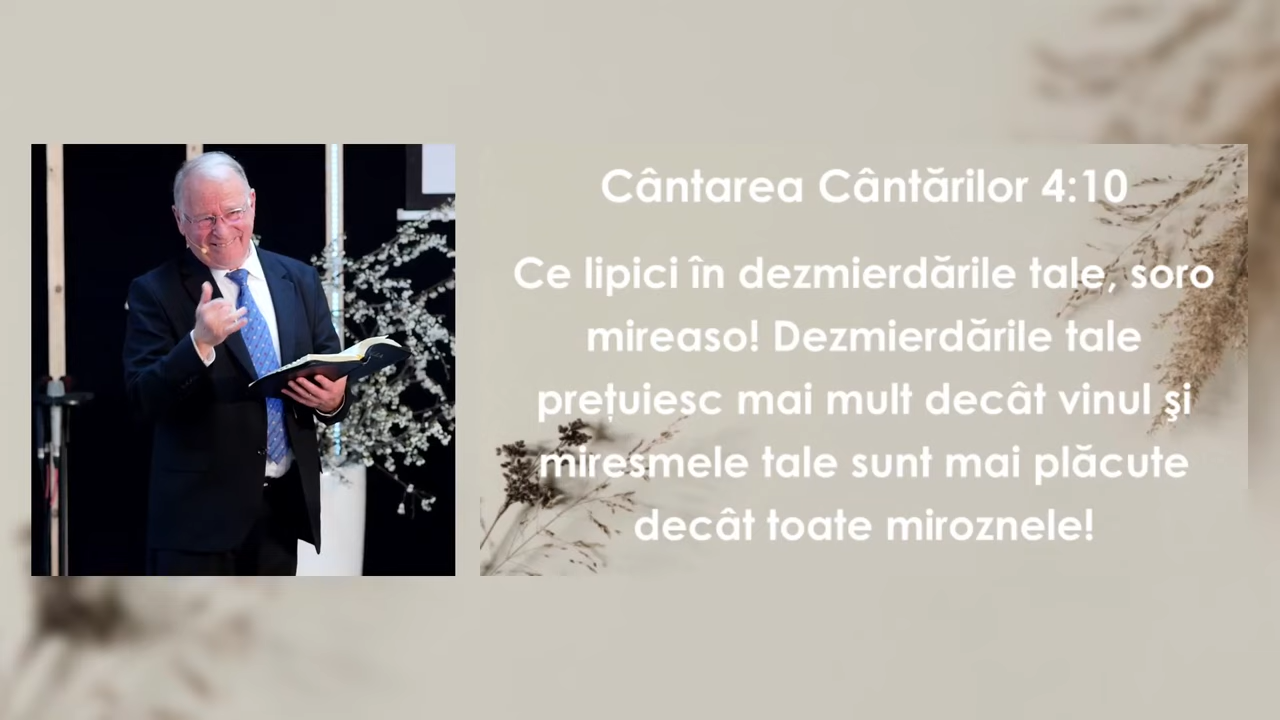 Cântarea Cântărilor 4:10
Ce lipici în dezmierdările tale, soro
mireaso! Dezmierdările tale
prețuiesc mai mult decât vinul şi
miresmele tale sunt mai plăcute
decât toate miroznele!